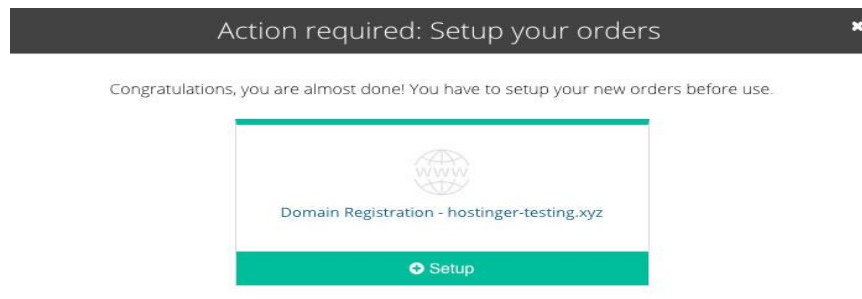 Action required: Setup your orders
Congratulations, you are almost done! You have to setup your new orders before use.
WWW
Domain Registration - hostinger-testing.xyz
Setup